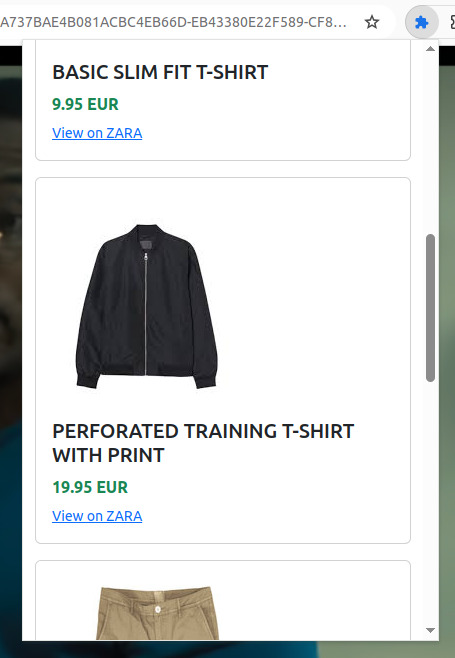 A737BAE4B081ACBC4EB66D-EB43380E22F589-CF8...
BASIC SLIM FIT T-SHIRT
9.95 EUR
View on ZARA
PERFORATED TRAINING T-SHIRT
WITH PRINT
19.95 EUR
View on ZARA